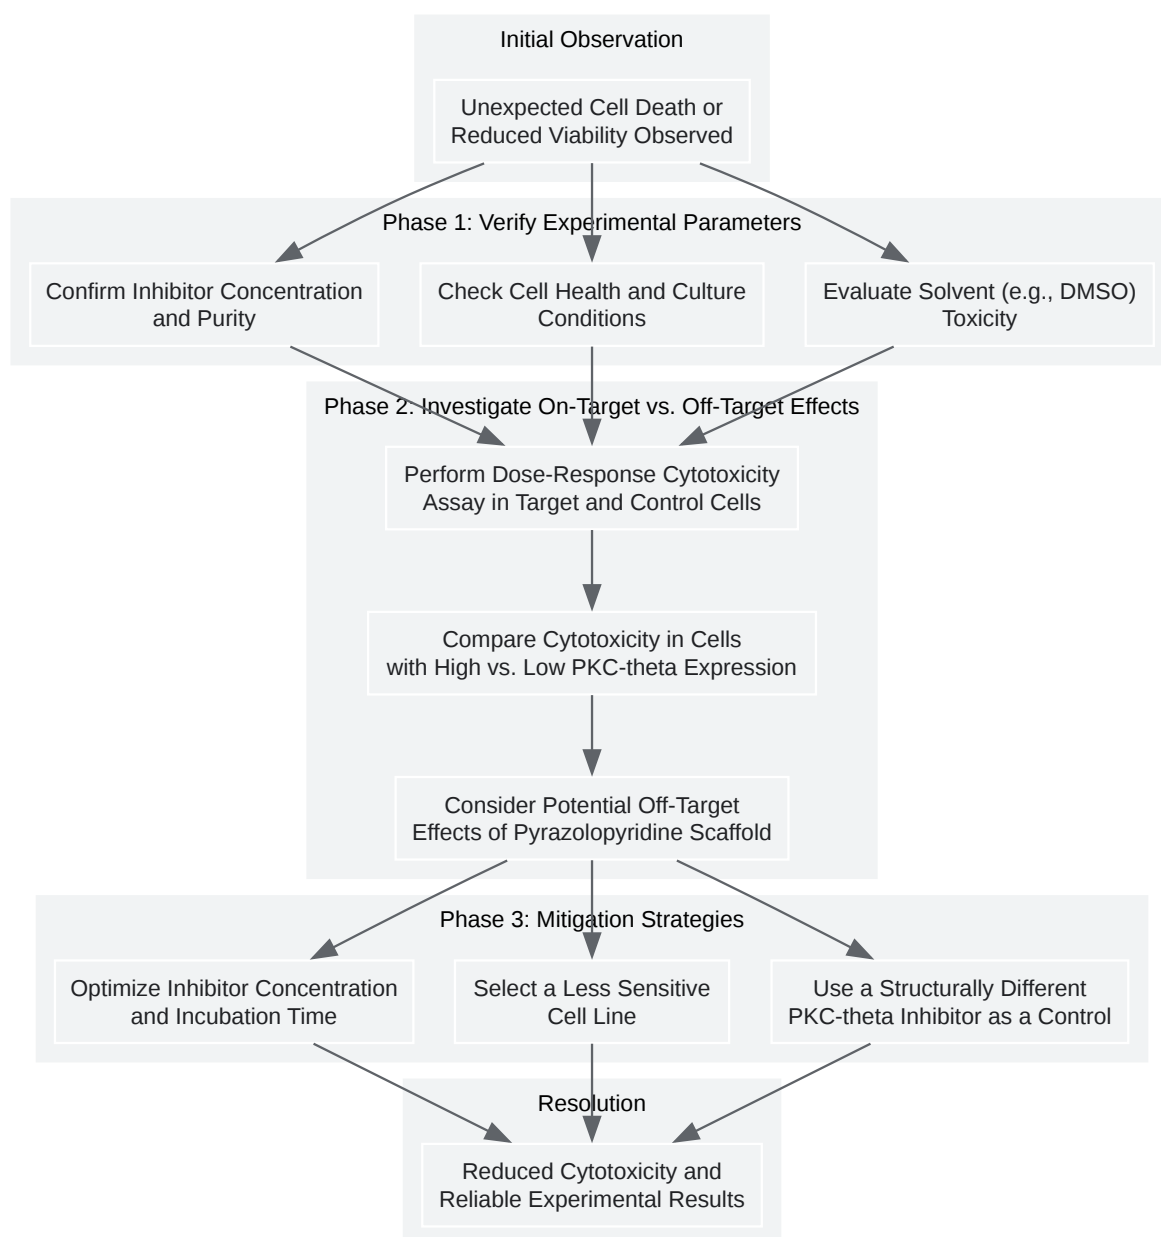 Initial Observation
Unexpected Cell Death or
Reduced Viability Observed
Phase 1: Verify Experimental Parameters
Confirm Inhibitor Concentration
and Purity
Check Cell Health and Culture
Conditions
Evaluate Solvent (e.g., DMSO)
Toxicity
Phase 2: Investigate On-Target vs. Off-Target Effects
Perform Dose-Response Cytotoxicity
Assay in Target and Control Cells
Compare Cytotoxicity in Cells
with High vs. Low PKC-theta Expression
Consider Potential Off-Target
Effects of Pyrazolopyridine Scaffold
Phase 3: Mitigation Strategies
Optimize Inhibitor Concentration
and Incubation Time
Select a Less Sensitive
Cell Line
Use a Structurally Different
PKC-theta Inhibitor as a Control
Resolution
Reduced Cytotoxicity and
Reliable Experimental Results